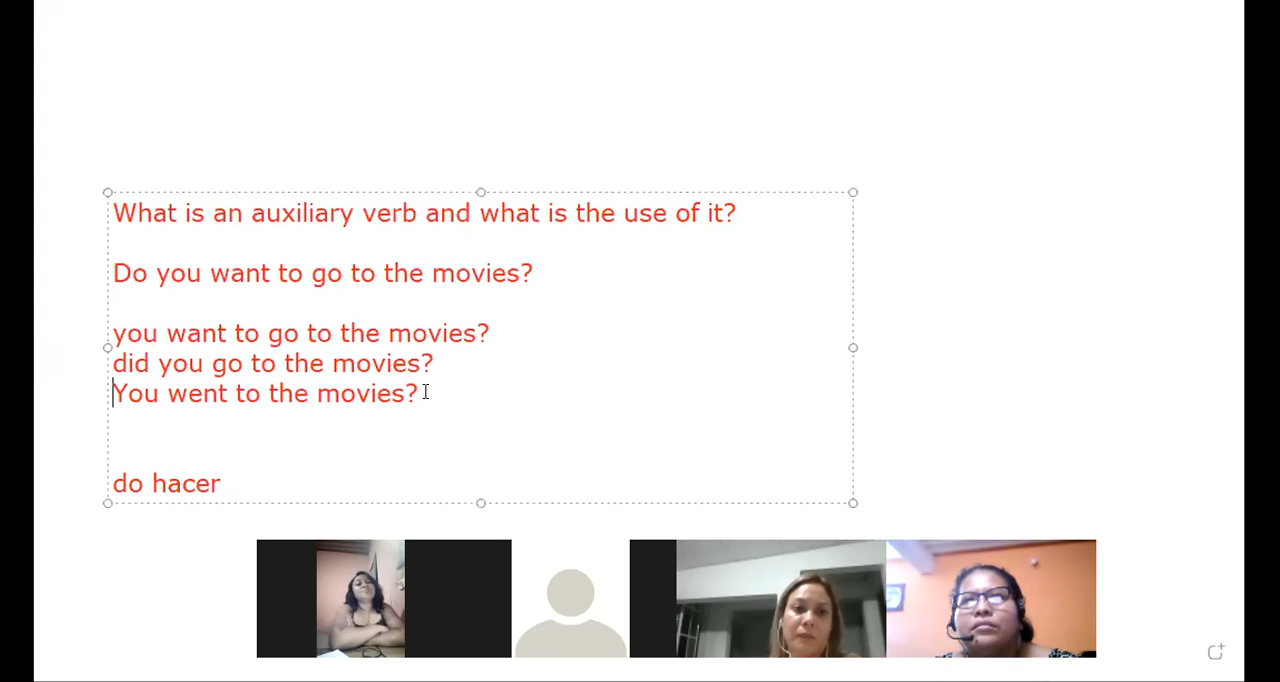 What is an auxiliary verb and what is the use of it?
Do you want to go to the movies?
you want to go to the movies?
did you go to the movies?
You went to the movies?
do hacer